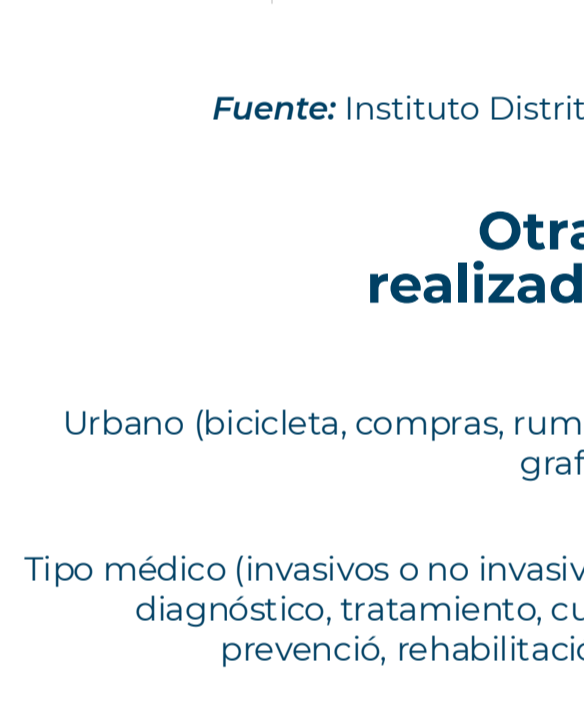 Fuente: Instituto Distrit
Otra
realizad
Urbano (bicicleta, compras, rum
graf
Tipo médico (invasivos o no invasiv
diagnóstico, tratamiento, cu
prevenció, rehabilitacio